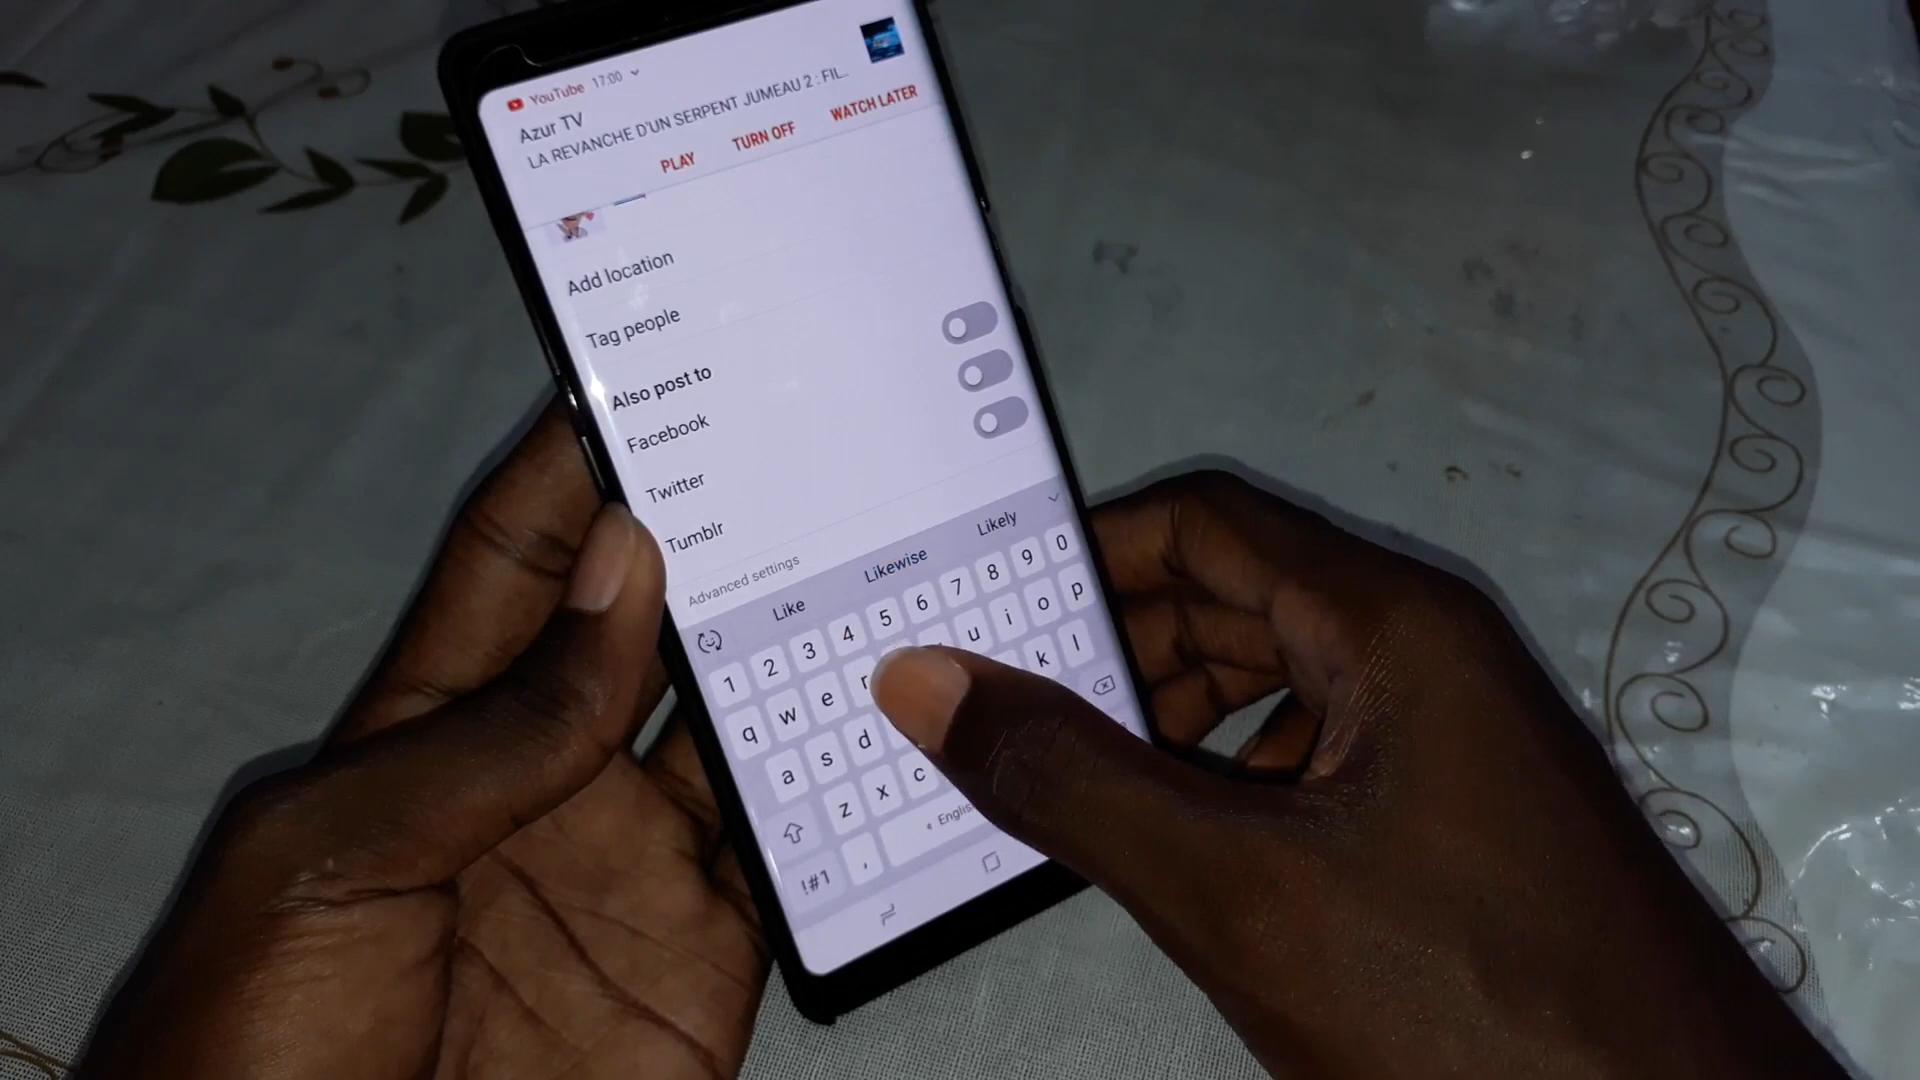 YouTube 17:00
Azur TV
LA REVANCHE D'UN SERPENT JUMEAU 2 : FIL...
PLAY TURN OFF WATCH LATER
Add location
Tag people
Also post to
Facebook
Twitter
Tumblr
Advanced settings
Like Likewise Likely
1 2 3 4 5 6 7 8 9 0
q w e r u i o p
a s d k l
z x c
!#1 , Englis